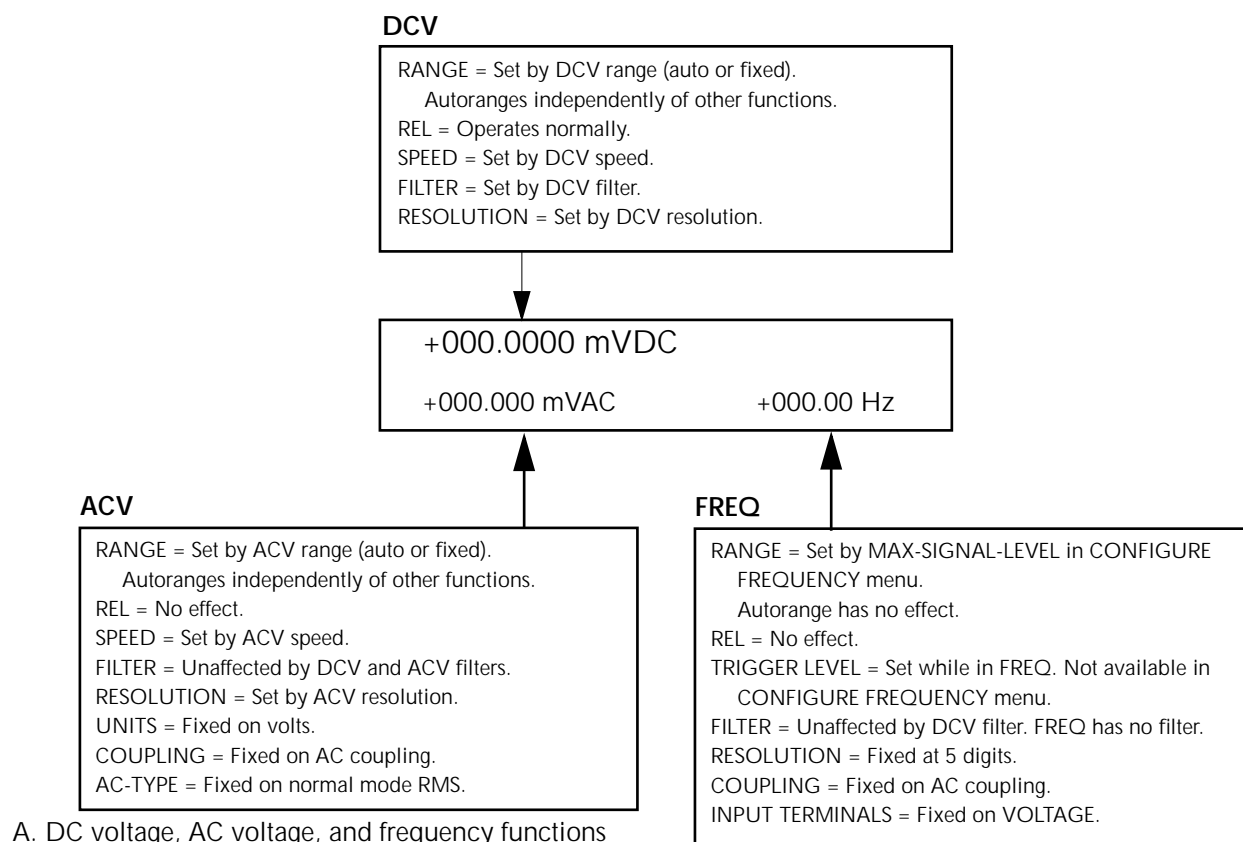 DCV
RANGE = Set by DCV range (auto or fixed).
Autoranges independently of other functions.
REL = Operates normally.
SPEED = Set by DCV speed.
FILTER = Set by DCV filter.
RESOLUTION = Set by DCV resolution.
+000.0000 mVDC
+000.000 mVAC +000.00 Hz
ACV
RANGE = Set by ACV range (auto or fixed).
Autoranges independently of other functions.
REL = No effect.
SPEED = Set by ACV speed.
FILTER = Unaffected by DCV and ACV filters.
RESOLUTION = Set by ACV resolution.
UNITS = Fixed on volts.
COUPLING = Fixed on AC coupling.
AC-TYPE = Fixed on normal mode RMS.
FREQ
RANGE = Set by MAX-SIGNAL-LEVEL in CONFIGURE
FREQUENCY menu.
Autorange has no effect.
REL = No effect.
TRIGGER LEVEL = Set while in FREQ. Not available in
CONFIGURE FREQUENCY menu.
FILTER = Unaffected by DCV filter. FREQ has no filter.
RESOLUTION = Fixed at 5 digits.
COUPLING = Fixed on AC coupling.
INPUT TERMINALS = Fixed on VOLTAGE.
A. DC voltage, AC voltage, and frequency functions